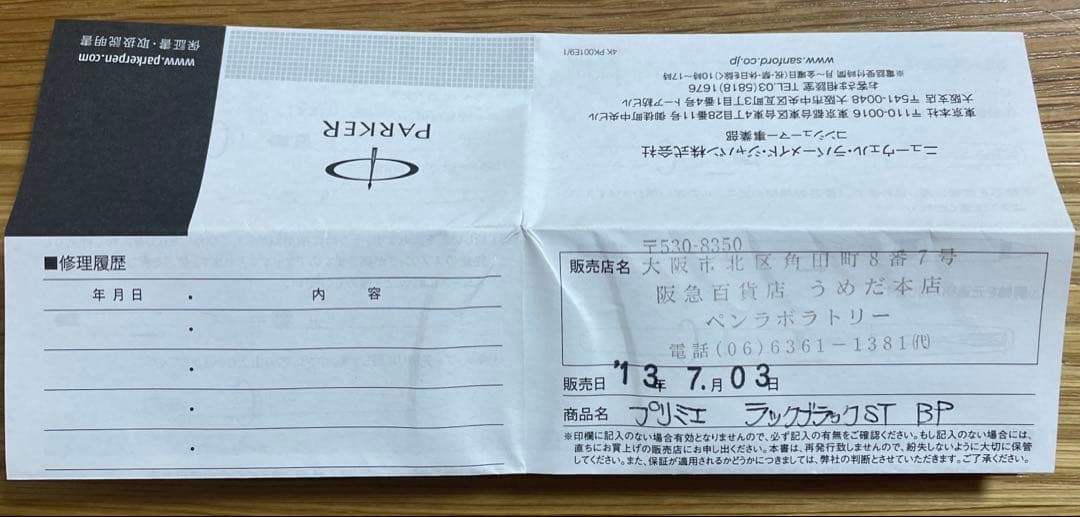 保証書・取扱説明書
www.parkerpen.com
PARKER
ニューウェル・ラバーメイド・ジャパン株式会社
コンシューマー事業部
東京本社 〒110-0016 東京都台東区台東4丁目28番11号 御徒町中央ビル
大阪支店 〒541-0048 大阪市中央区瓦町3丁目1番4号 トーア紡ビル
お客さま相談室 TEL.03(5818)1676
※電話受付時間 月〜金曜日(祝・祭・休日を除く)10時〜17時
www.sanford.co.jp
4K PK001E9/1
■修理履歴
年月日 ・ 内 容
・
・
・
・
〒530-8350
販売店名 大阪市北区角田町8番7号
阪急百貨店 うめだ本店
ペンラボラトリー
電話(06)6361-1381(代)
販売日 '13年 7.月 03日
商品名 プリミエ ラックブラックST BP
※印欄に記入のない場合有効となりませんので、必ず記入の有無をご確認ください。もし記入のない場合には、
直ちにお買上げの販売店にお申し出ください。本書は、再発行致しませんので、紛失しないように大切に保管
してください。また、保証が適用されるかどうかにつきましては、弊社の判断とさせていただきます。ご了承ください。